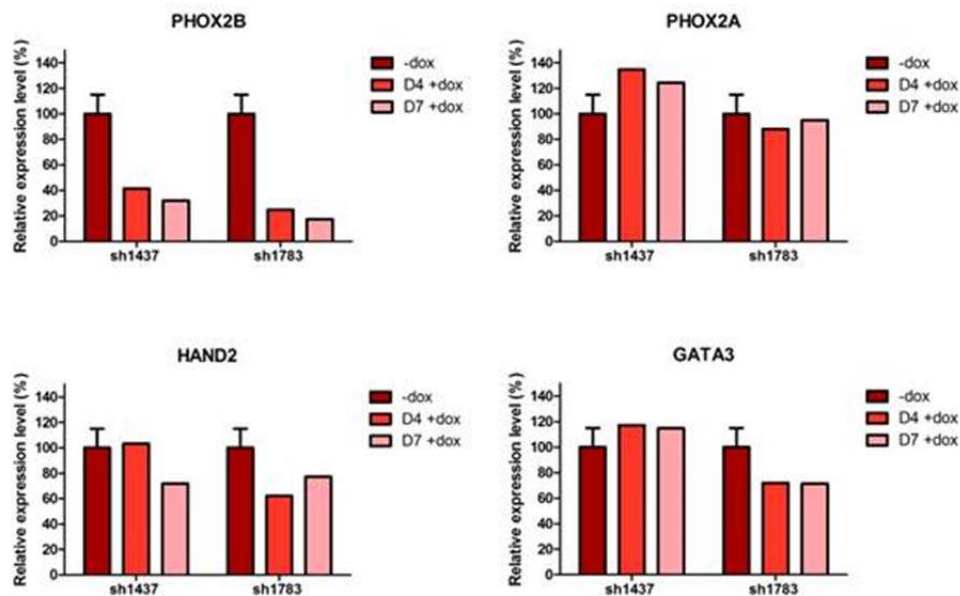 PHOX2B
Relative expression level (%)
140
120
100
80
60
40
20
0
sh1437 sh1783
-dox
D4 +dox
D7 +dox
PHOX2A
Relative expression level (%)
140
120
100
80
60
40
20
0
sh1437 sh1783
-dox
D4 +dox
D7 +dox
HAND2
Relative expression level (%)
140
120
100
80
60
40
20
0
sh1437 sh1783
-dox
D4 +dox
D7 +dox
GATA3
Relative expression level (%)
140
120
100
80
60
40
20
0
sh1437 sh1783
-dox
D4 +dox
D7 +dox